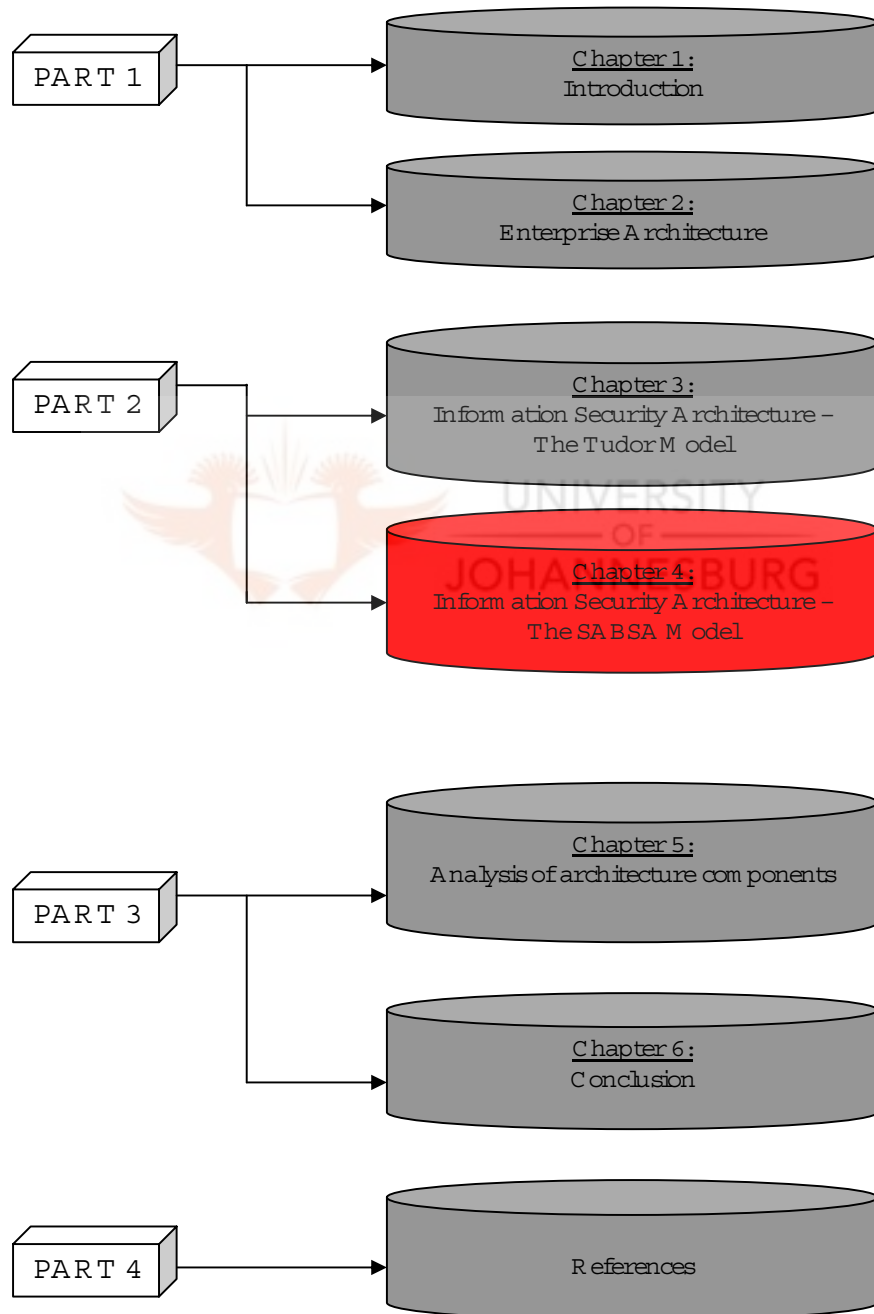 PART 1
Chapter 1:
Introduction
Chapter 2:
Enterprise Architecture
PART 2
Chapter 3:
Information Security Architecture –
The Tudor Model
UNIVERSITY
OF
JOHANNESBURG
Chapter 4:
Information Security Architecture –
The SABSA Model
PART 3
Chapter 5:
Analysis of architecture components
Chapter 6:
Conclusion
PART 4
References